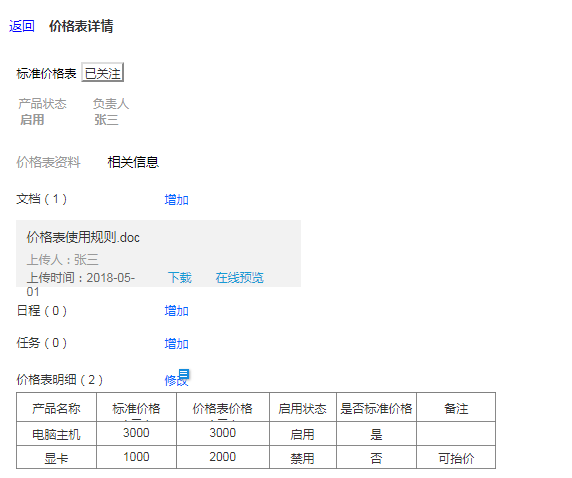 返回 价格表详情
标准价格表 已关注
产品状态 负责人
启用 张三
价格表资料 相关信息
文档（1） 增加
价格表使用规则.doc
上传人：张三
上传时间：2018-05-01 下载 在线预览
日程（0） 增加
任务（0） 增加
价格表明细（2） 修改
产品名称 标准价格 价格表价格 启用状态 是否标准价格 备注
电脑主机 3000 3000 启用 是
显卡 1000 2000 禁用 否 可抬价